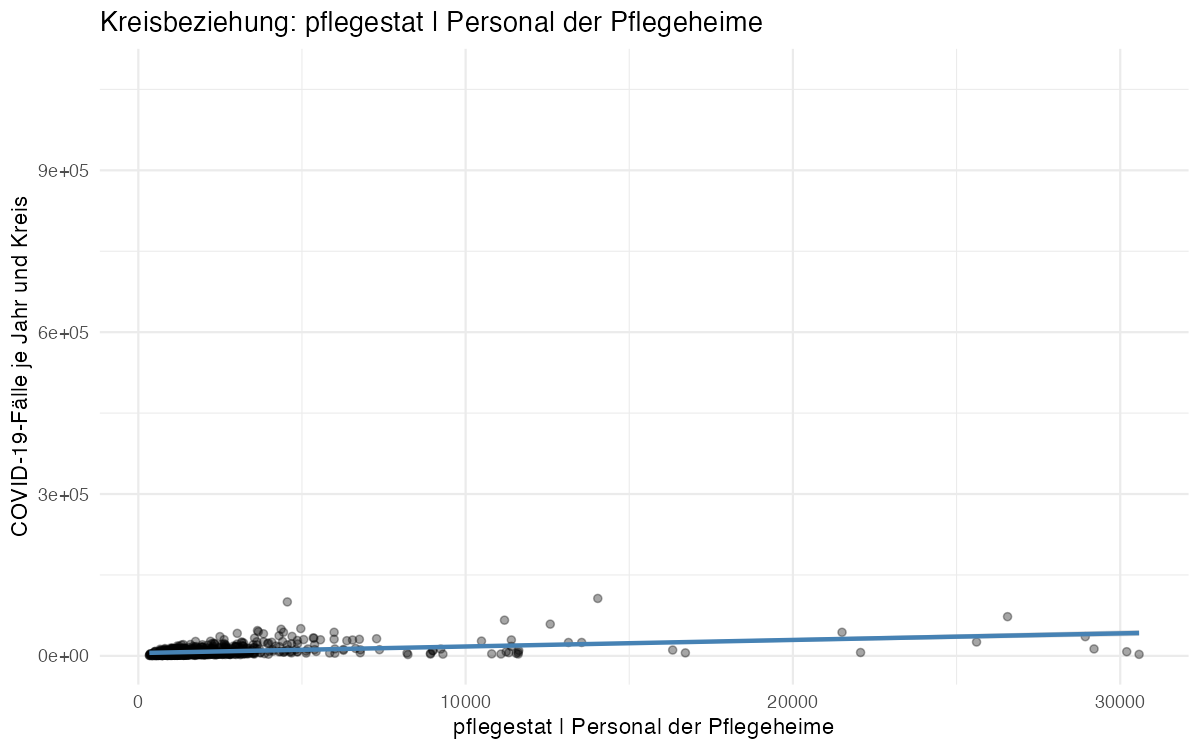 Kreisbeziehung: pflegestat | Personal der Pflegeheime
COVID-19-Fälle je Jahr und Kreis
9e+05
6e+05
3e+05
0e+00
0
10000
20000
30000
pflegestat | Personal der Pflegeheime